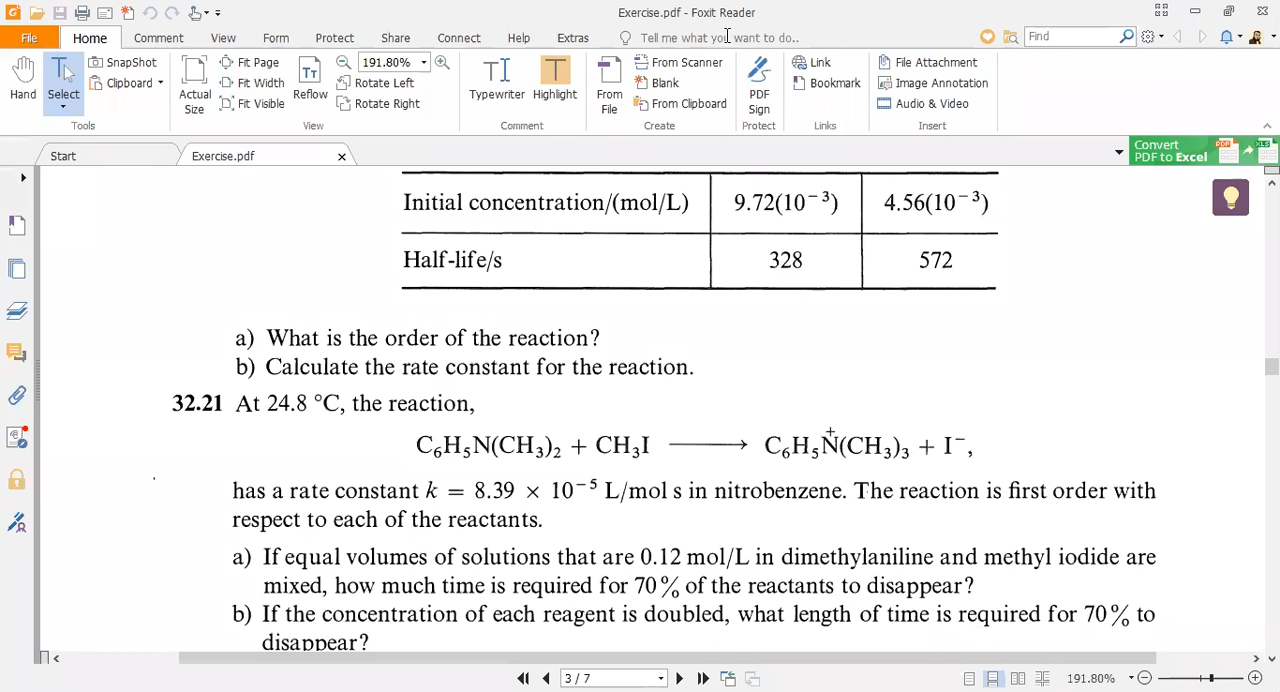 Exercise.pdf - Foxit Reader
File Home Comment View Form Protect Share Connect Help Extras Tell me what you want to do.. Find
Hand Select SnapShot Clipboard Actual Size Fit Page Fit Width Fit Visible Reflow 191.80% Rotate Left Rotate Right Typewriter Highlight From File From Scanner Blank From Clipboard PDF Sign Link Bookmark File Attachment Image Annotation Audio & Video
Tools View Comment Create Protect Links Insert
Start Exercise.pdf Convert PDF to Excel
Initial concentration/(mol/L) 9.72(10⁻³) 4.56(10⁻³)
Half-life/s 328 572
a) What is the order of the reaction?
b) Calculate the rate constant for the reaction.
32.21 At 24.8 °C, the reaction,
C₆H₅N(CH₃)₂ + CH₃I ⟶ C₆H₅N⁺(CH₃)₃ + I⁻,
has a rate constant k = 8.39 × 10⁻⁵ L/mol s in nitrobenzene. The reaction is first order with
respect to each of the reactants.
a) If equal volumes of solutions that are 0.12 mol/L in dimethylaniline and methyl iodide are
mixed, how much time is required for 70% of the reactants to disappear?
b) If the concentration of each reagent is doubled, what length of time is required for 70% to
disappear?
3 / 7 191.80%